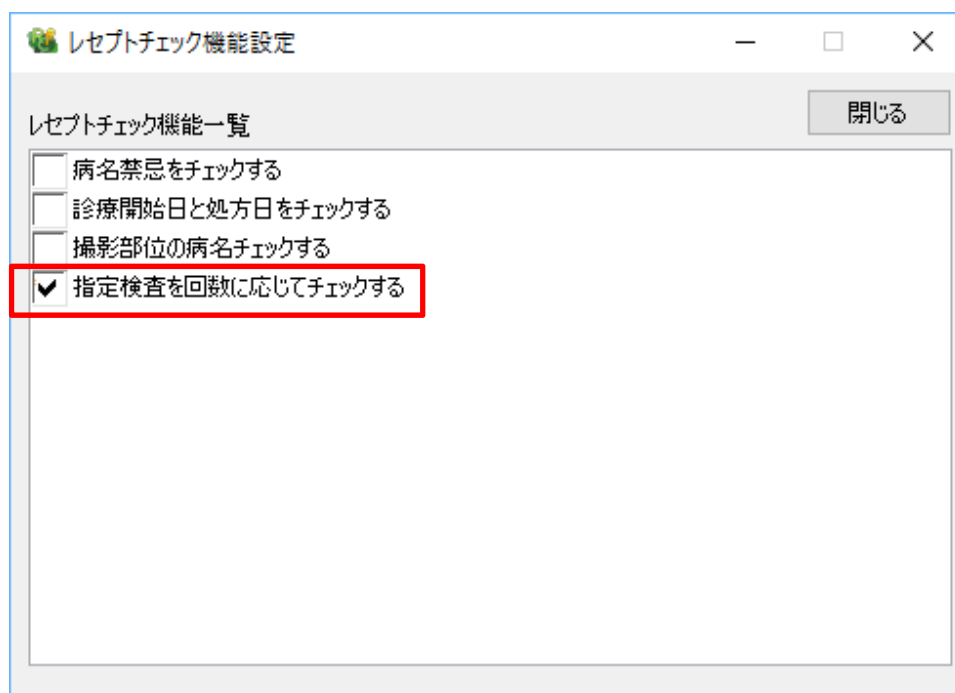 レセプトチェック機能設定
閉じる
レセプトチェック機能一覧
病名禁忌をチェックする
診療開始日と処方日をチェックする
撮影部位の病名チェックする
指定検査を回数に応じてチェックする